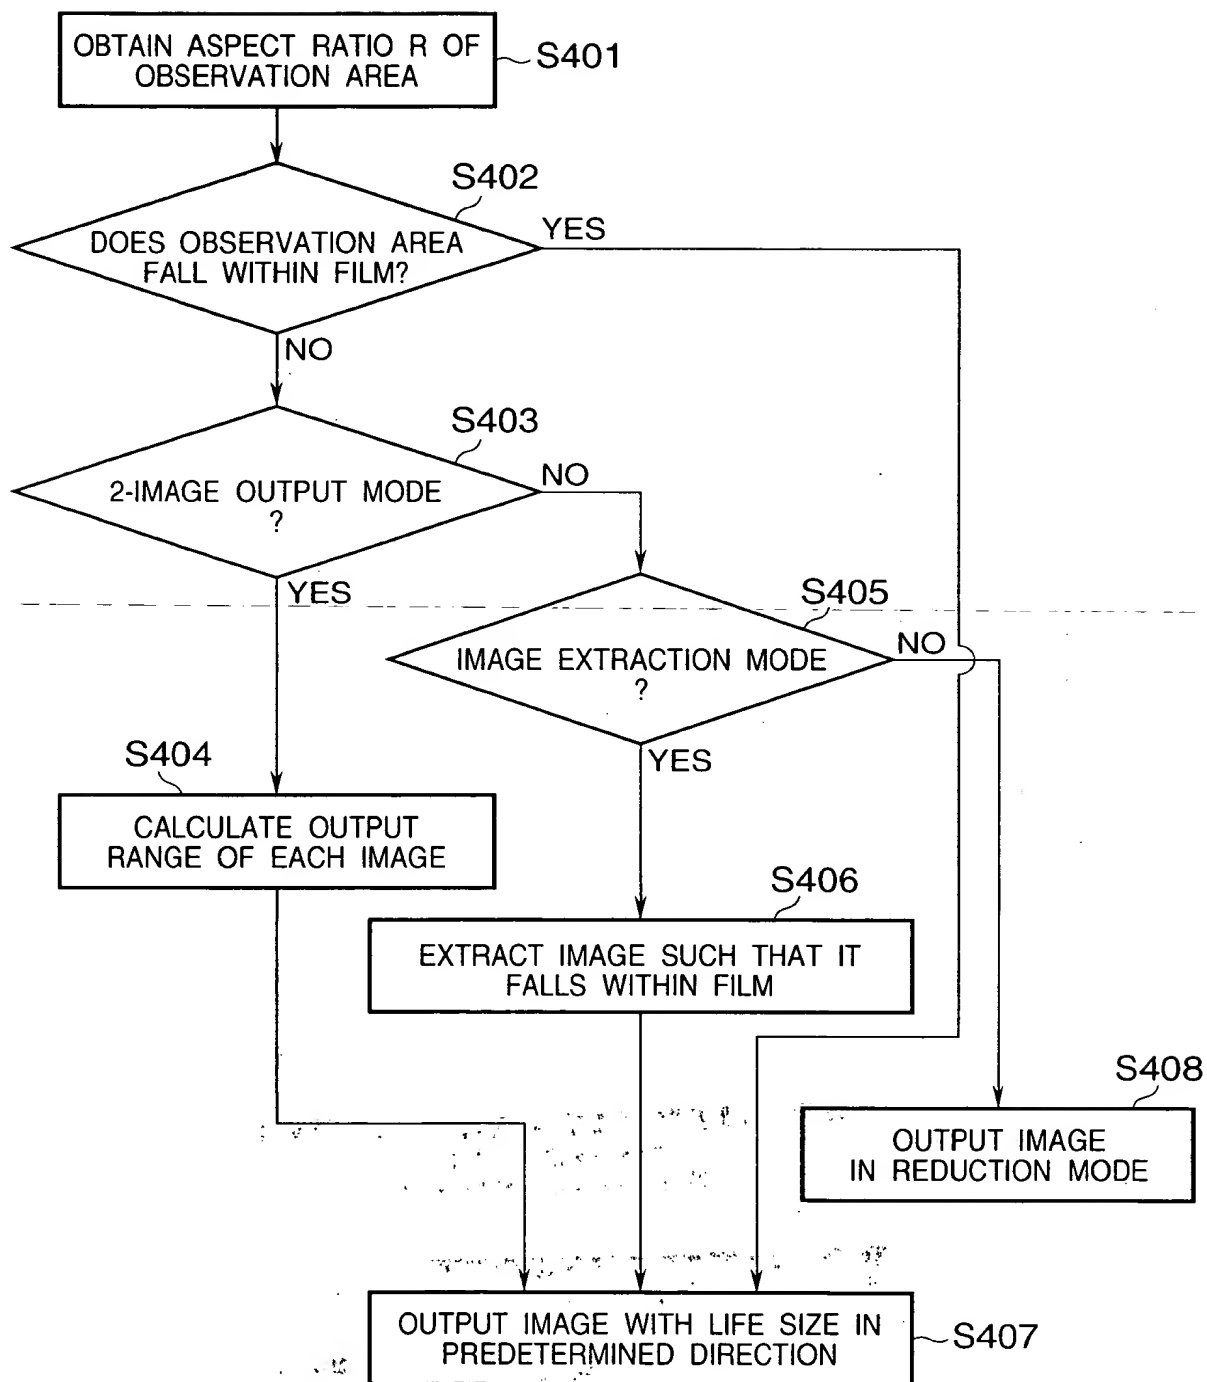 OBTAIN ASPECT RATIO R OF
OBSERVATION AREA
S401
S402
DOES OBSERVATION AREA
FALL WITHIN FILM?
YES
NO
S403
2-IMAGE OUTPUT MODE
?
NO
YES
S405
IMAGE EXTRACTION MODE
?
NO
YES
S404
CALCULATE OUTPUT
RANGE OF EACH IMAGE
S406
EXTRACT IMAGE SUCH THAT IT
FALLS WITHIN FILM
S408
OUTPUT IMAGE
IN REDUCTION MODE
OUTPUT IMAGE WITH LIFE SIZE IN
PREDETERMINED DIRECTION
S407